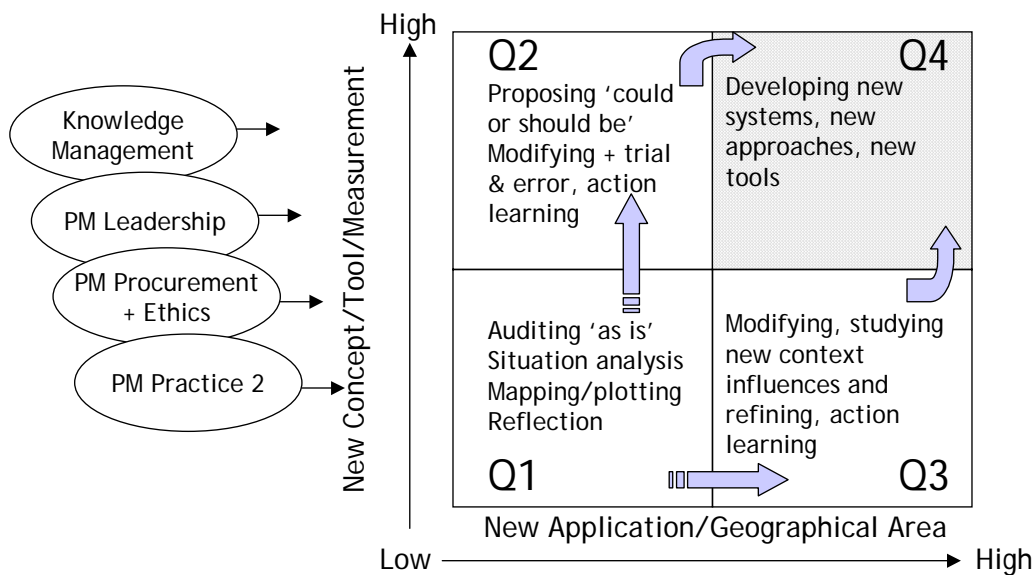 High
Knowledge
Management
PM Leadership
PM Procurement
+ Ethics
PM Practice 2
New Concept/Tool/Measurement
Q2
Proposing ‘could
or should be’
Modifying + trial
& error, action
learning
Q4
Developing new
systems, new
approaches, new
tools
Auditing ‘as is’
Situation analysis
Mapping/plotting
Reflection
Q1
Modifying, studying
new context
influences and
refining, action
learning
Q3
New Application/Geographical Area
Low
High